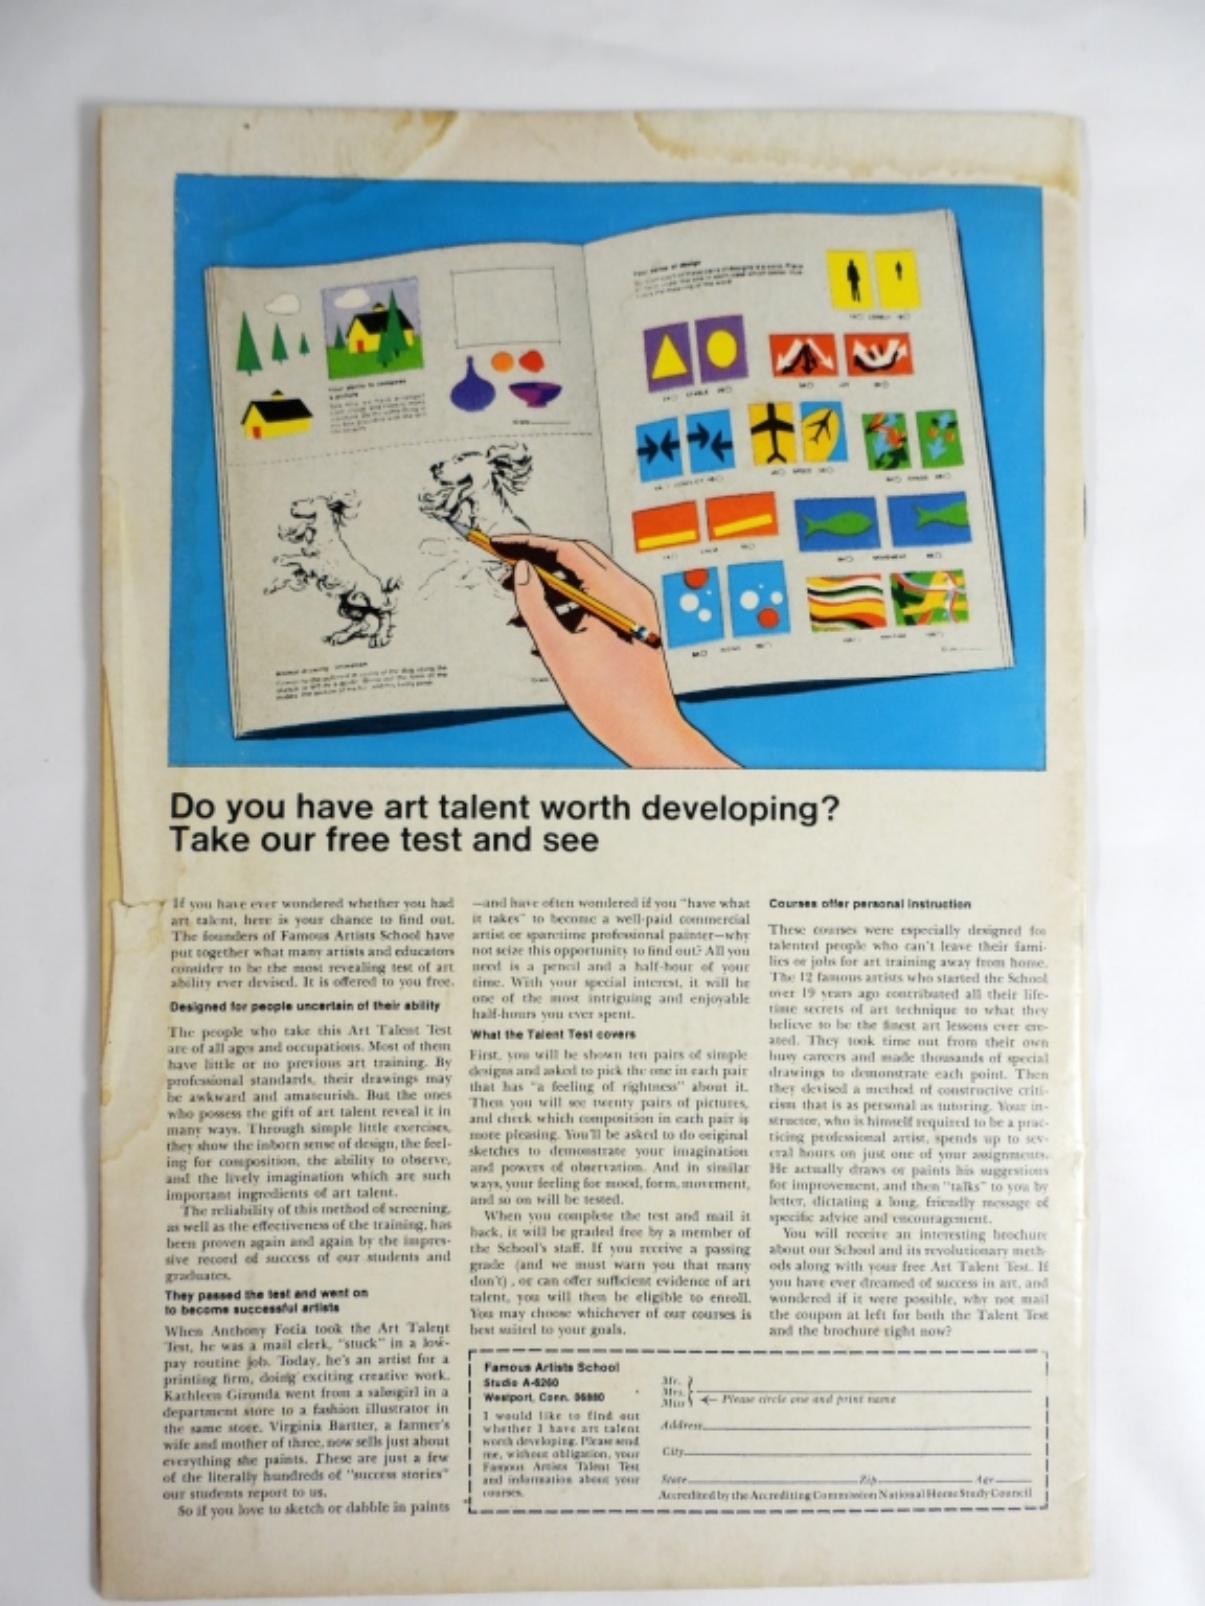 Your sense of design
Your ability to compose
a picture
Do you have art talent worth developing?
Take our free test and see
If you have ever wondered whether you had
art talent, here is your chance to find out.
The founders of Famous Artists School have
put together what many artists and educators
consider to be the most revealing test of art
ability ever devised. It is offered to you free.
Designed for people uncertain of their ability
The people who take this Art Talent Test
are of all ages and occupations. Most of them
have little or no previous art training. By
professional standards, their drawings may
be awkward and amateurish. But the ones
who possess the gift of art talent reveal it in
many ways. Through simple little exercises,
they show the inborn sense of design, the feel-
ing for composition, the ability to observe,
and the lively imagination which are such
important ingredients of art talent.
The reliability of this method of screening,
as well as the effectiveness of the training, has
been proven again and again by the impres-
sive record of success of our students and
graduates.
They passed the test and went on
to become successful artists
When Anthony Focia took the Art Talent
Test, he was a mail clerk, "stuck" in a low-
pay routine job. Today, he's an artist for a
printing firm, doing exciting creative work.
Kathleen Gironda went from a salesgirl in a
department store to a fashion illustrator in
the same store. Virginia Bartter, a farmer's
wife and mother of three, now sells just about
everything she paints. These are just a few
of the literally hundreds of "success stories"
our students report to us.
So if you love to sketch or dabble in paints
—and have often wondered if you "have what
it takes" to become a well-paid commercial
artist or sparetime professional painter—why
not seize this opportunity to find out? All you
need is a pencil and a half-hour of your
time. With your special interest, it will be
one of the most intriguing and enjoyable
half-hours you ever spent.
What the Talent Test covers
First, you will be shown ten pairs of simple
designs and asked to pick the one in each pair
that has "a feeling of rightness" about it.
Then you will see twenty pairs of pictures,
and check which composition in each pair is
more pleasing. You'll be asked to do original
sketches to demonstrate your imagination
and powers of observation. And in similar
ways, your feeling for mood, form, movement,
and so on will be tested.
When you complete the test and mail it
back, it will be graded free by a member of
the School's staff. If you receive a passing
grade (and we must warn you that many
don't), or can offer sufficient evidence of art
talent, you will then be eligible to enroll.
You may choose whichever of our courses is
best suited to your goals.
Courses offer personal instruction
These courses were especially designed for
talented people who can't leave their fami-
lies or jobs for art training away from home.
The 12 famous artists who started the School
over 19 years ago contributed all their life-
time secrets of art technique to what they
believe to be the finest art lessons ever cre-
ated. They took time out from their own
busy careers and made thousands of special
drawings to demonstrate each point. Then
they devised a method of constructive criti-
cism that is as personal as tutoring. Your in-
structor, who is himself required to be a prac-
ticing professional artist, spends up to sev-
eral hours on just one of your assignments.
He actually draws or paints his suggestions
for improvement, and then "talks" to you by
letter, dictating a long, friendly message of
specific advice and encouragement.
You will receive an interesting brochure
about our School and its revolutionary meth-
ods along with your free Art Talent Test. If
you have ever dreamed of success in art, and
wondered if it were possible, why not mail
the coupon at left for both the Talent Test
and the brochure right now?
Famous Artists School
Studio A-6260
Westport, Conn. 06880
I would like to find out
whether I have art talent
worth developing. Please send
me, without obligation, your
Famous Artists Talent Test
and information about your
courses.
Mr.
Mrs.
Miss ← Please circle one and print name
Address
City
State Zip Age
Accredited by the Accrediting Commission National Home Study Council